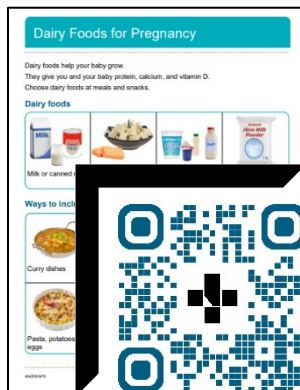 Dairy Foods for Pregnancy
Dairy foods help your baby grow.
They give you and your baby protein, calcium, and vitamin D.
Choose dairy foods at meals and snacks.
Dairy foods
MILK
Skim Milk
Powder
Milk or canned
Ways to incl
Curry dishes
Pasta, potatoes
eggs